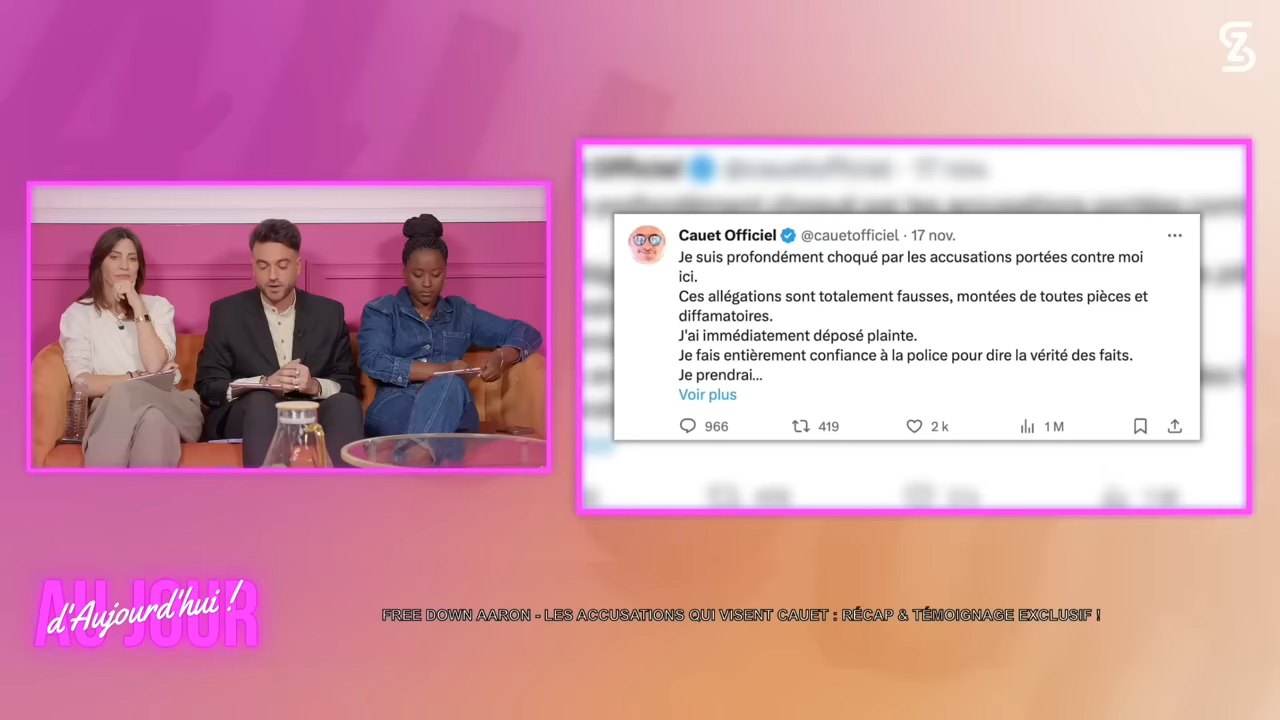 Cauet Officiel @cauetofficiel · 17 nov.
Je suis profondément choqué par les accusations portées contre moi
ici.
Ces allégations sont totalement fausses, montées de toutes pièces et
diffamatoires.
J'ai immédiatement déposé plainte.
Je fais entièrement confiance à la police pour dire la vérité des faits.
Je prendrai...
Voir plus
966 419 2 k 1 M
AU JOUR
d'Aujourd'hui !
FREE DOWN AARON - LES ACCUSATIONS QUI VISENT CAUET : RÉCAP & TÉMOIGNAGE EXCLUSIF !